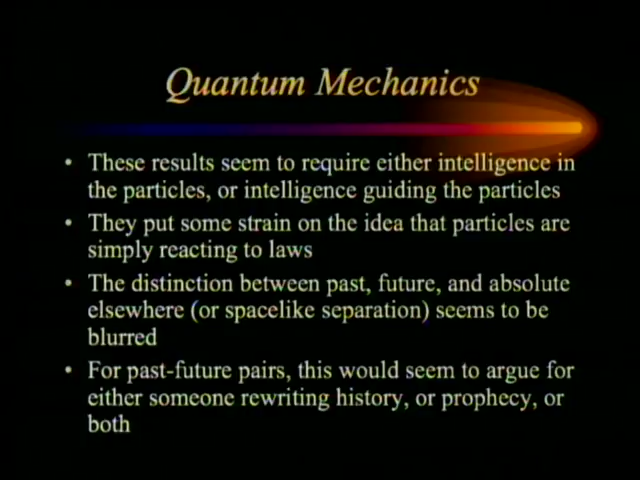 Quantum Mechanics
• These results seem to require either intelligence in
the particles, or intelligence guiding the particles
• They put some strain on the idea that particles are
simply reacting to laws
• The distinction between past, future, and absolute
elsewhere (or spacelike separation) seems to be
blurred
• For past-future pairs, this would seem to argue for
either someone rewriting history, or prophecy, or
both